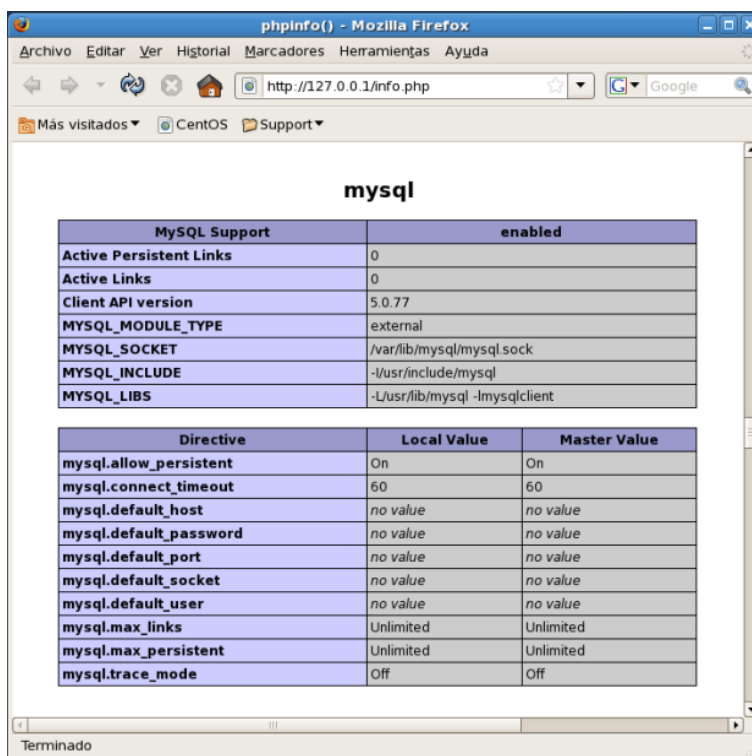 phpinfo() - Mozilla Firefox
Archivo Editar Ver Historial Marcadores Herramientas Ayuda
http://127.0.0.1/info.php G Google
Más visitados CentOS Support
mysql
MySQL Support enabled
Active Persistent Links 0
Active Links 0
Client API version 5.0.77
MYSQL_MODULE_TYPE external
MYSQL_SOCKET /var/lib/mysql/mysql.sock
MYSQL_INCLUDE -I/usr/include/mysql
MYSQL_LIBS -L/usr/lib/mysql -lmysqlclient
Directive Local Value Master Value
mysql.allow_persistent On On
mysql.connect_timeout 60 60
mysql.default_host no value no value
mysql.default_password no value no value
mysql.default_port no value no value
mysql.default_socket no value no value
mysql.default_user no value no value
mysql.max_links Unlimited Unlimited
mysql.max_persistent Unlimited Unlimited
mysql.trace_mode Off Off
Terminado